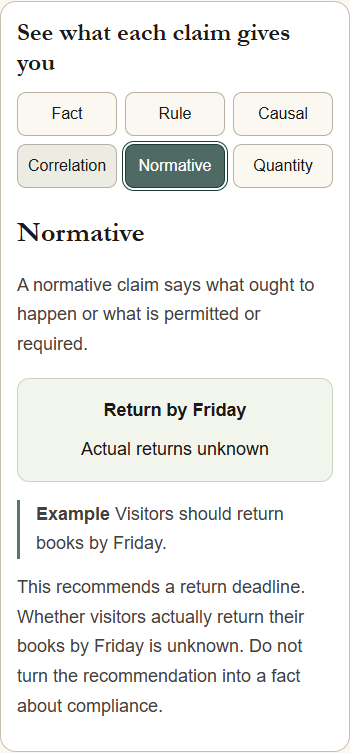 See what each claim gives
you
Fact
Rule
Causal
Correlation
Normative
Quantity
Normative
A normative claim says what ought to
happen or what is permitted or
required.
Return by Friday
Actual returns unknown
Example Visitors should return
books by Friday.
This recommends a return deadline.
Whether visitors actually return their
books by Friday is unknown. Do not
turn the recommendation into a fact
about compliance.